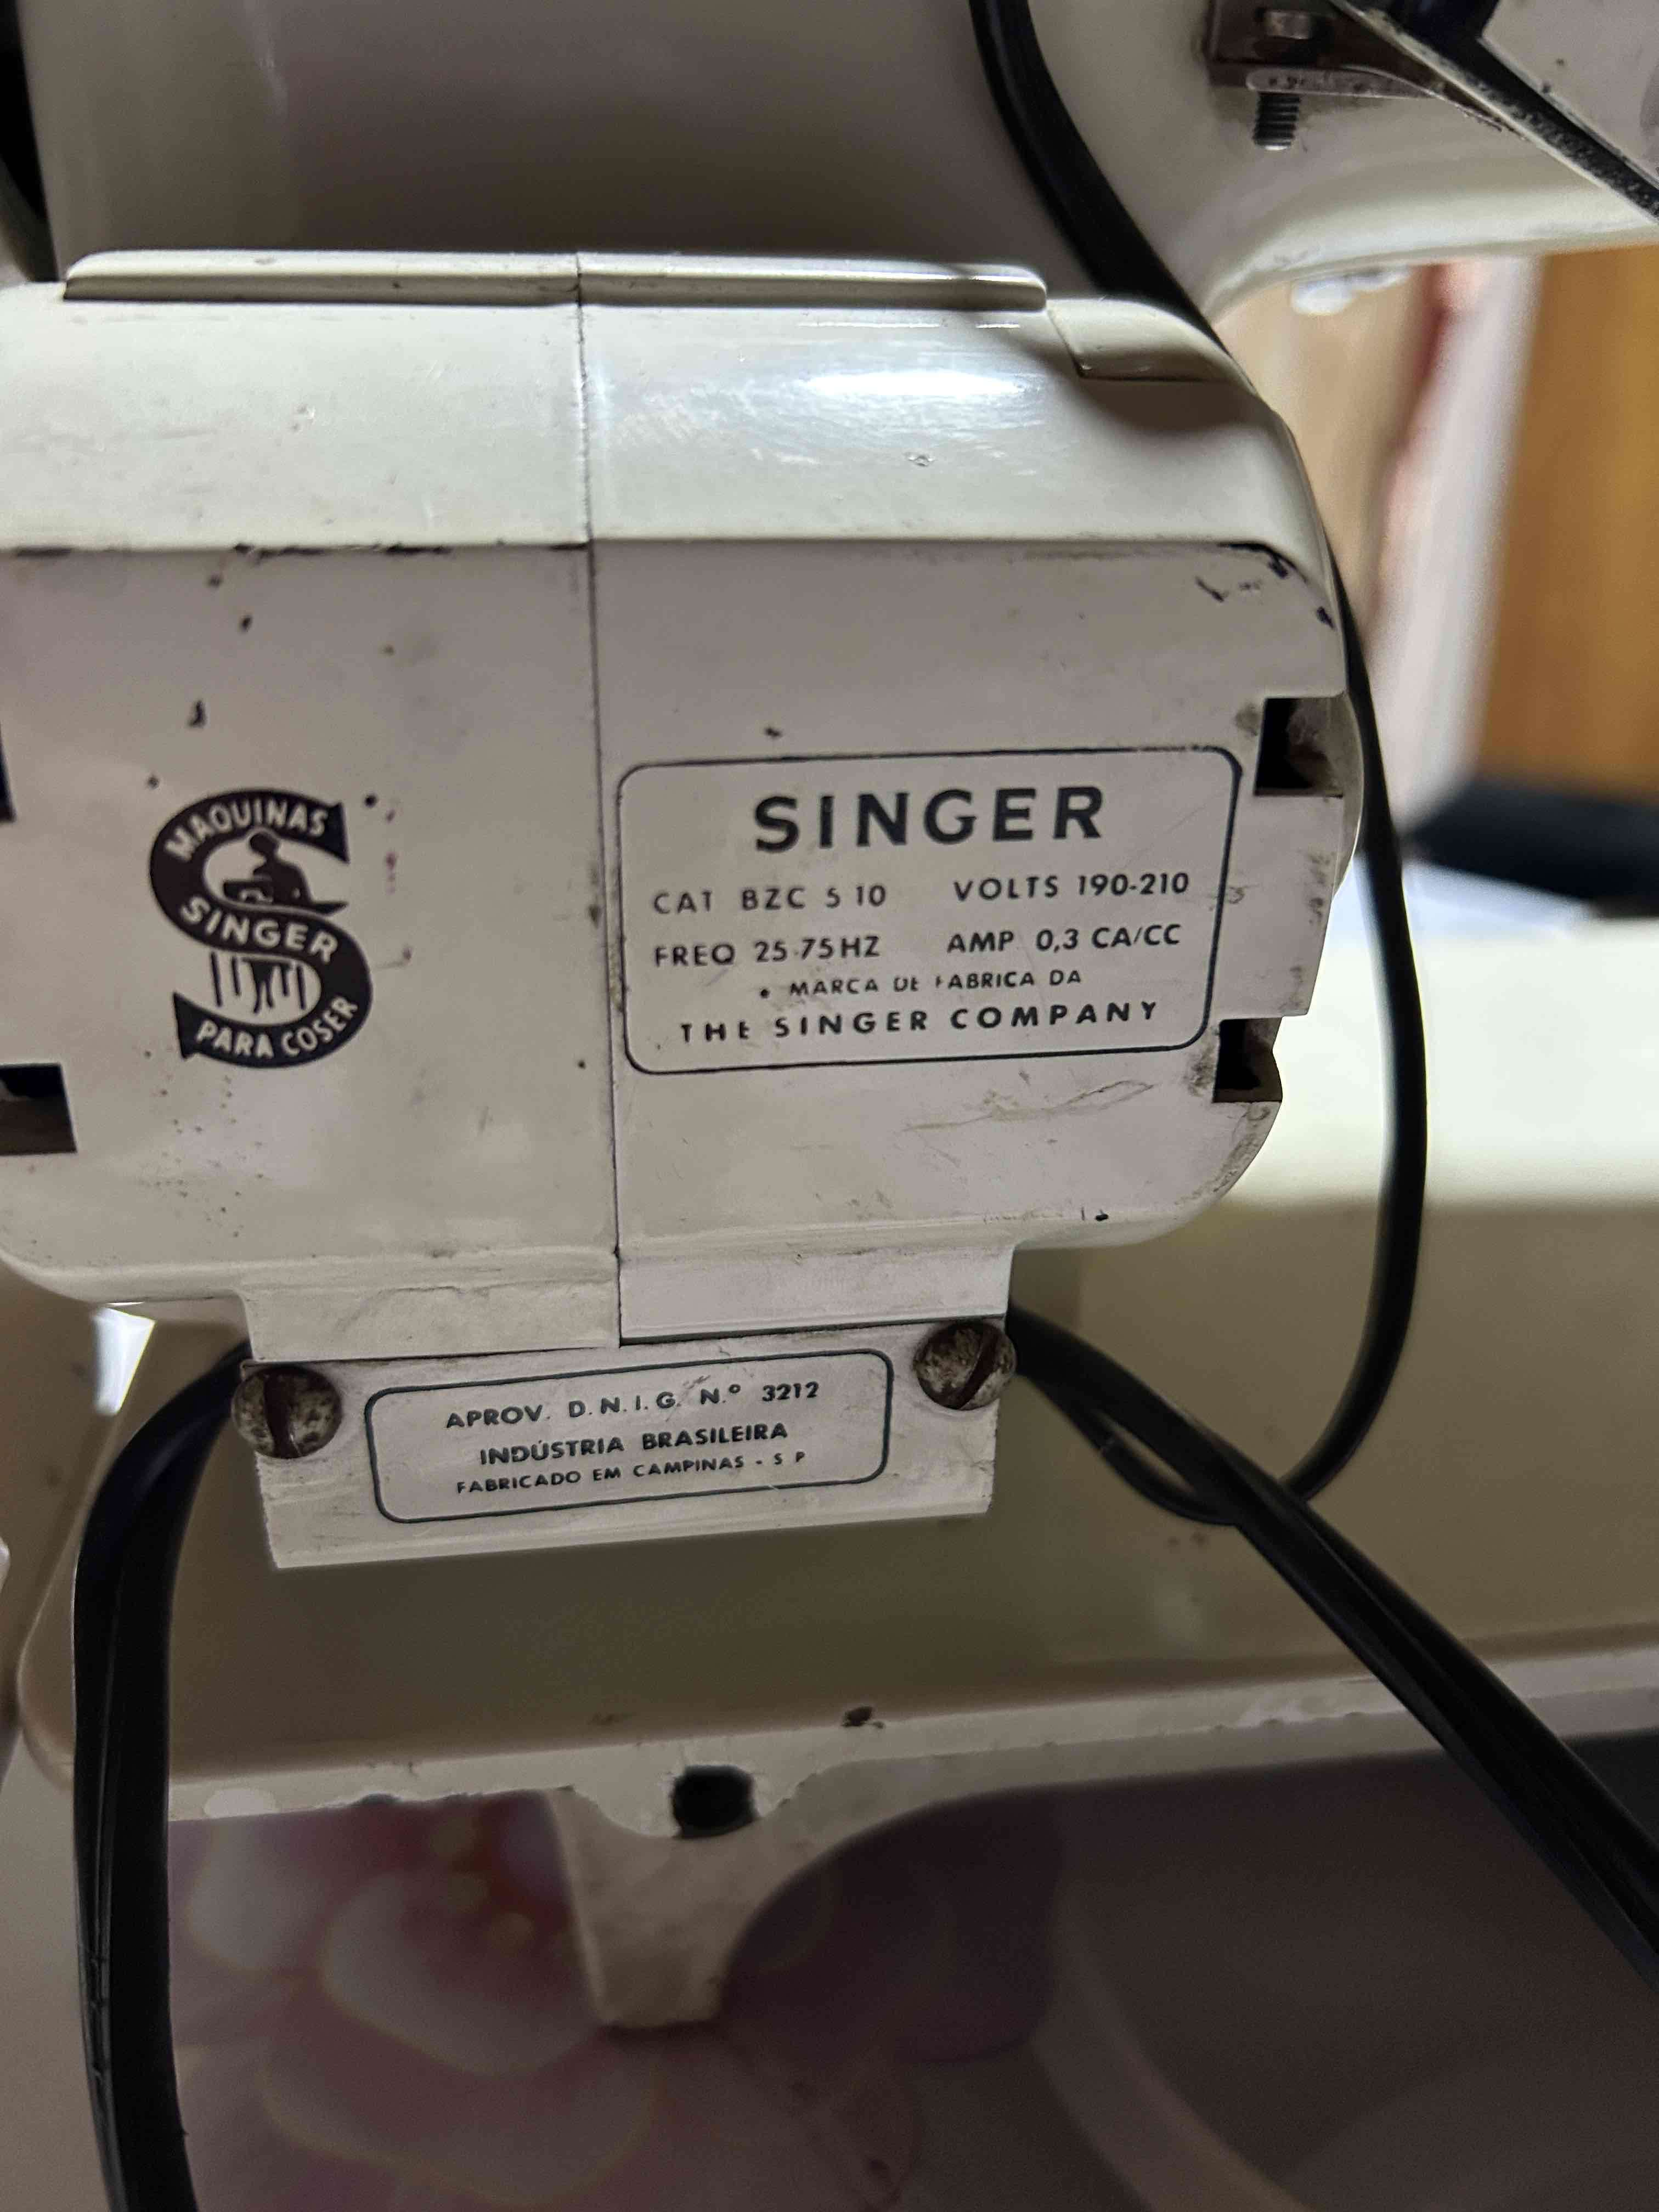 MAQUINAS
SINGER
PARA COSER
SINGER
CAT BZC 5 10 VOLTS 190-210
FREQ 25-75HZ AMP 0,3 CA/CC
• MARCA DE FABRICA DA
THE SINGER COMPANY
APROV. D.N.I.G. N.º 3212
INDÚSTRIA BRASILEIRA
FABRICADO EM CAMPINAS - S P